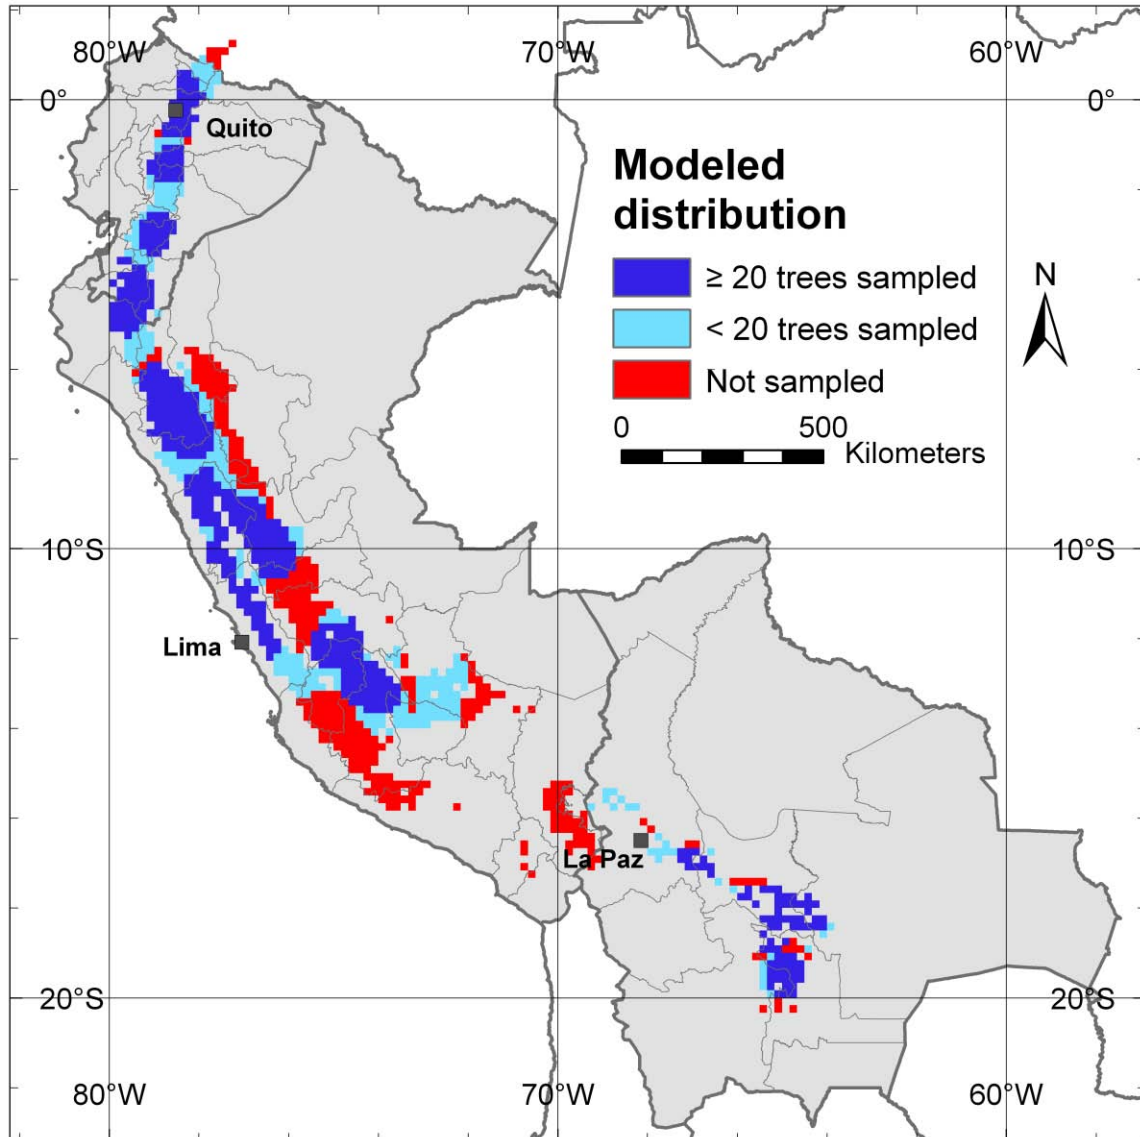 80°W
70°W
60°W
0°
0°
Quito
Modeled
distribution
≥ 20 trees sampled
< 20 trees sampled
Not sampled
0
500
Kilometers
N
10°S
10°S
Lima
La Paz
20°S
20°S
80°W
70°W
60°W